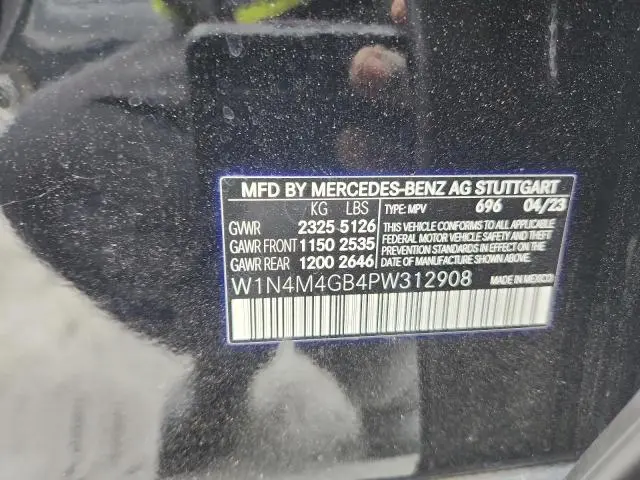 MFD BY MERCEDES-BENZ AG STUTTGART
KG LBS TYPE: MPV 696 04/23
GVWR 2325 5126
GAWR FRONT 1150 2535
GAWR REAR 1200 2646
THIS VEHICLE CONFORMS TO ALL APPLICABLE
FEDERAL MOTOR VEHICLE SAFETY AND THEFT
PREVENTION STANDARDS IN EFFECT ON THE
DATE OF MANUFACTURE SHOWN ABOVE.
W1N4M4GB4PW312908 MADE IN MEXICO